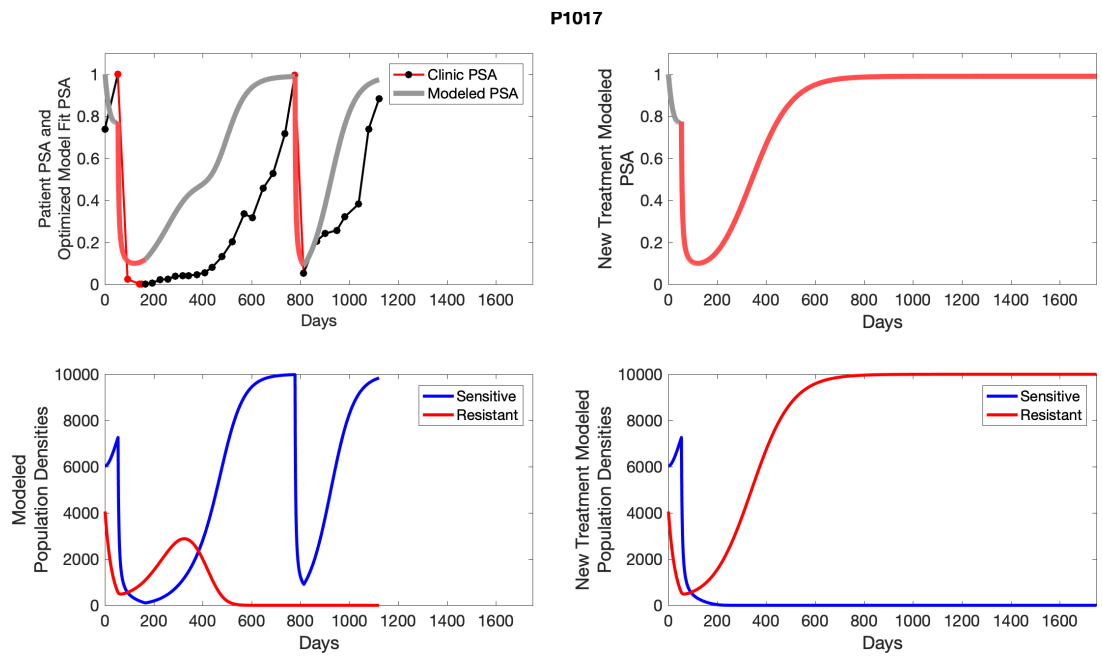 P1017
Patient PSA and
Optimized Model Fit PSA
1
0.8
0.6
0.4
0.2
0
0 200 400 600 800 1000 1200 1400 1600
Days
Clinic PSA
Modeled PSA
New Treatment Modeled
PSA
1
0.8
0.6
0.4
0.2
0
0 200 400 600 800 1000 1200 1400 1600
Days
Modeled
Population Densities
10000
8000
6000
4000
2000
0
0 200 400 600 800 1000 1200 1400 1600
Days
Sensitive
Resistant
New Treatment Modeled
Population Densities
10000
8000
6000
4000
2000
0
0 200 400 600 800 1000 1200 1400 1600
Days
Sensitive
Resistant